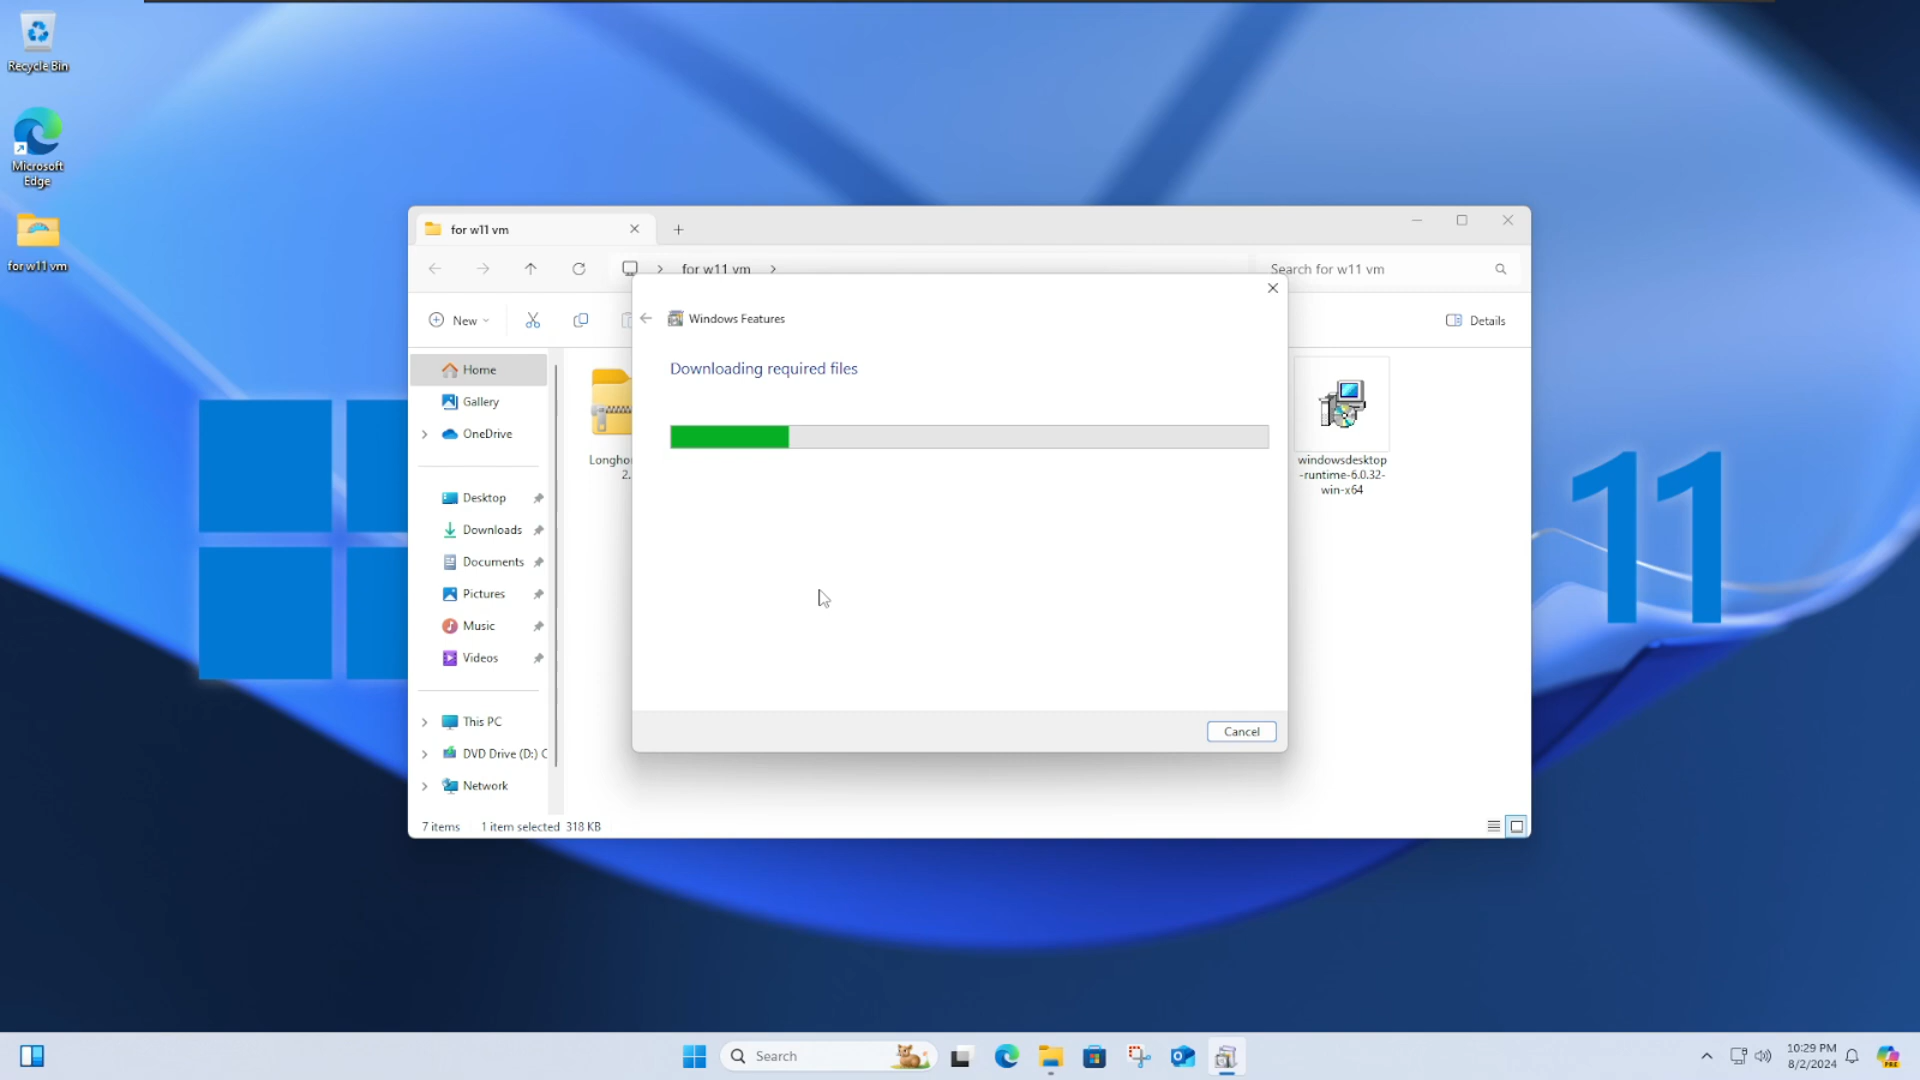 Recycle Bin
Microsoft
Edge
for w11 vm
for w11 vm
for w11 vm
Search for w11 vm
New
Details
Home
Gallery
OneDrive
Desktop
Downloads
Documents
Pictures
Music
Videos
This PC
DVD Drive (D:) C
Network
Longho
2.
Windows Features
Downloading required files
Cancel
windowsdesktop
-runtime-6.0.32-
win-x64
7 items
1 item selected 318 KB
11
Search
10:29 PM
8/2/2024
PRE